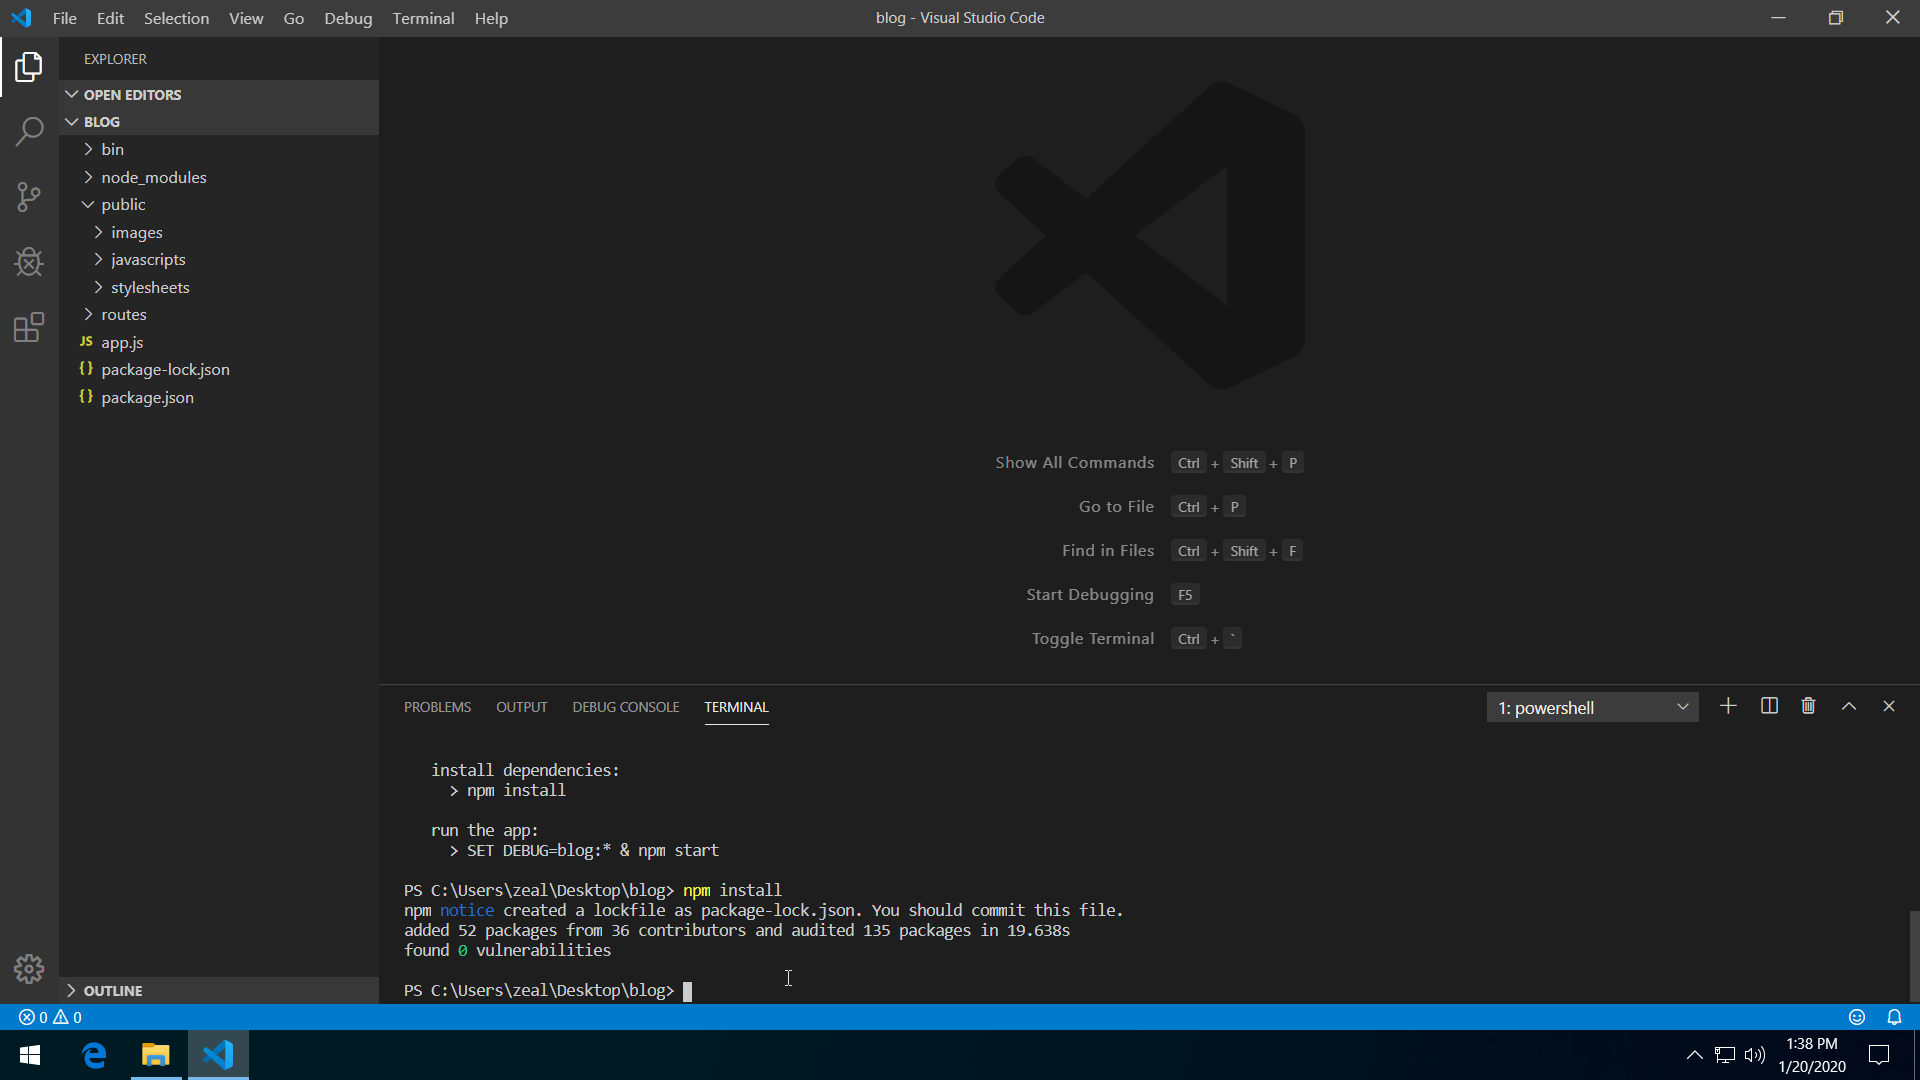 File Edit Selection View Go Debug Terminal Help
blog - Visual Studio Code
EXPLORER
OPEN EDITORS
BLOG
bin
node_modules
public
images
javascripts
stylesheets
routes
JS app.js
{} package-lock.json
{} package.json
OUTLINE
Show All Commands Ctrl + Shift + P
Go to File Ctrl + P
Find in Files Ctrl + Shift + F
Start Debugging F5
Toggle Terminal Ctrl + `
PROBLEMS OUTPUT DEBUG CONSOLE TERMINAL
1: powershell
install dependencies:
> npm install
run the app:
> SET DEBUG=blog:* & npm start
PS C:\Users\zeal\Desktop\blog> npm install
npm notice created a lockfile as package-lock.json. You should commit this file.
added 52 packages from 36 contributors and audited 135 packages in 19.638s
found 0 vulnerabilities
PS C:\Users\zeal\Desktop\blog>
0 0
1:38 PM
1/20/2020